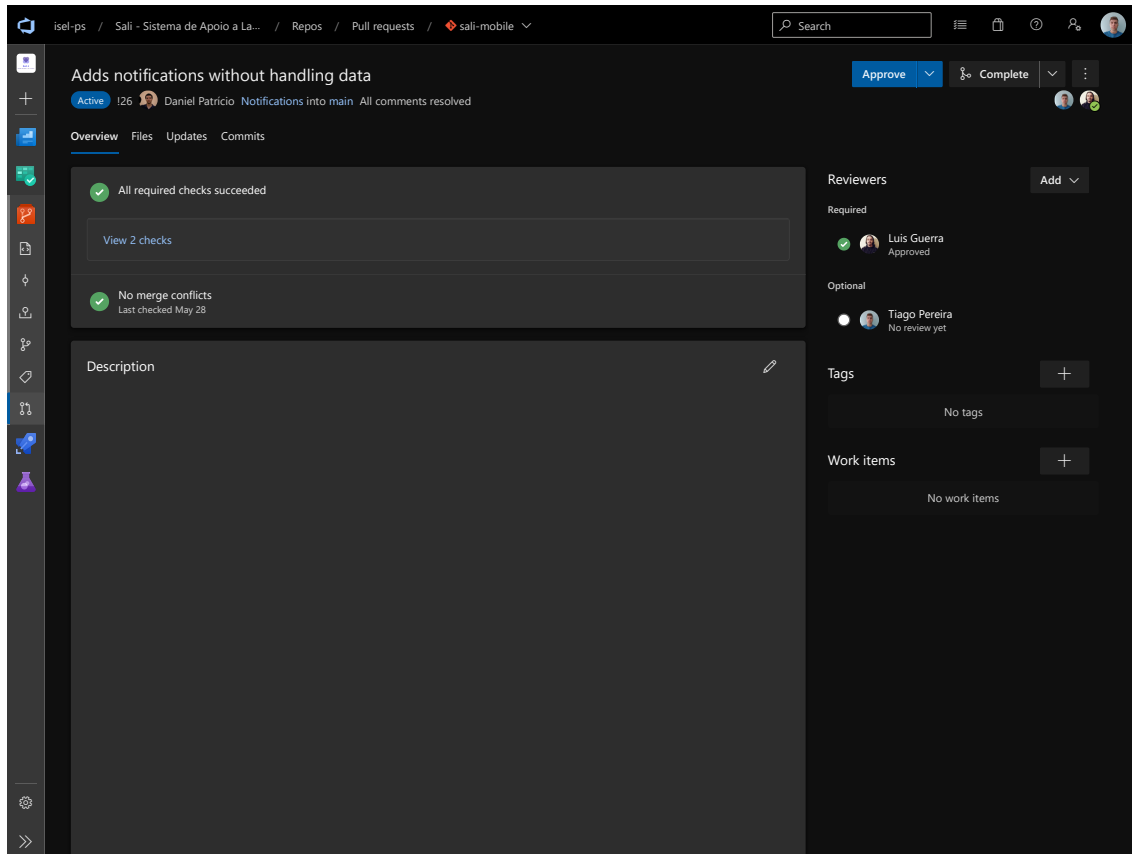 isel-ps / Sali - Sistema de Apoio a La... / Repos / Pull requests / sali-mobile
Search
Adds notifications without handling data
Approve
Complete
Active !26 Daniel Patrício Notifications into main All comments resolved
Overview Files Updates Commits
All required checks succeeded
View 2 checks
No merge conflicts
Last checked May 28
Description
Reviewers
Add
Required
Luis Guerra
Approved
Optional
Tiago Pereira
No review yet
Tags
No tags
Work items
No work items